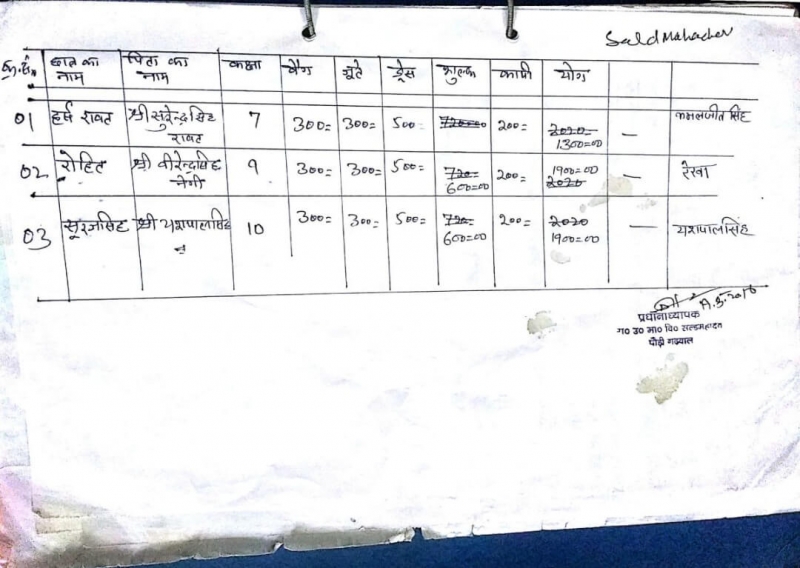 Sald Mahadev
क्र.सं. छात्र का नाम पिता का नाम कक्षा बैग जूते ड्रेस शुल्क कापी योग
01 हर्ष रावत श्री सुरेन्द्र सिंह रावत 7 300= 300= 500= 720=00 200= 2020= 1300=00 — कमलजीत सिंह
02 रोहित श्री वीरेन्द्र सिंह नेगी 9 300= 300= 500= 720= 600=00 200= 1900=00 2020 — रेखा
03 सूरज सिंह श्री यशपाल सिंह 10 300= 300= 500= 720= 600=00 200= 2020 1900=00 — यशपाल सिंह
प्रधानाध्यापक
रा० उ० मा० वि० सल्डमहादेव
पौड़ी गढ़वाल